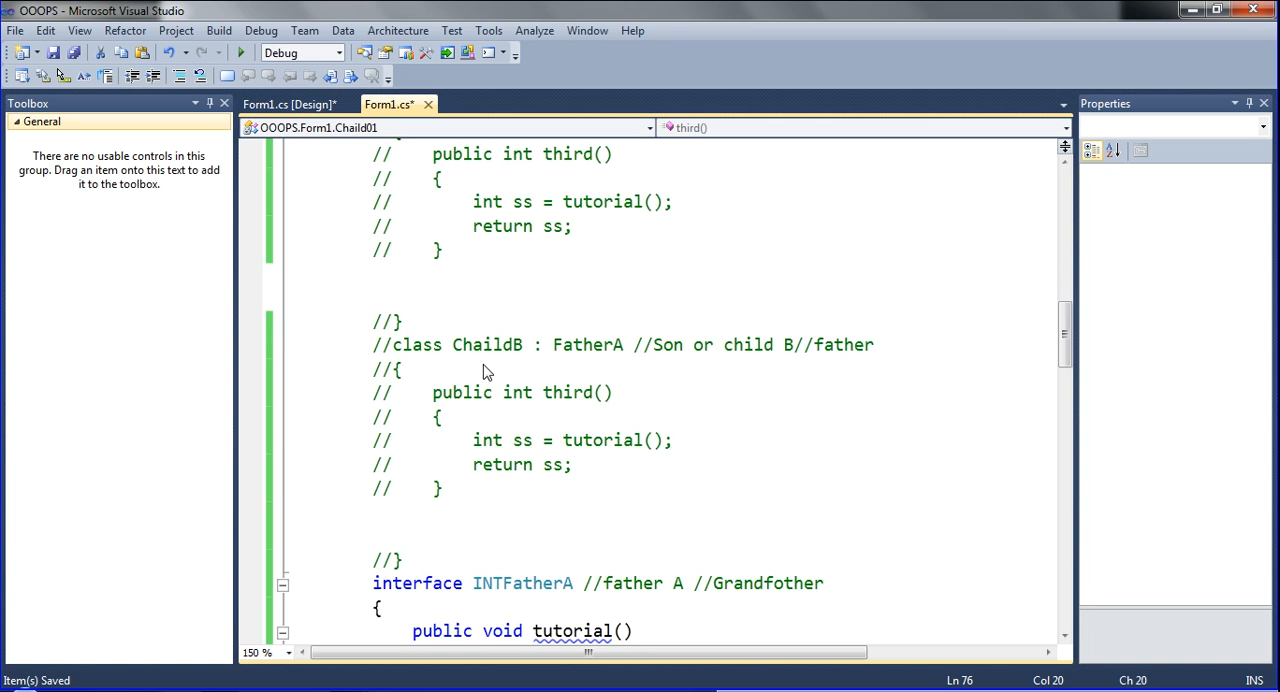 OOOPS - Microsoft Visual Studio
File Edit View Refactor Project Build Debug Team Data Architecture Test Tools Analyze Window Help
Debug
Toolbox
General
There are no usable controls in this
group. Drag an item onto this text to add
it to the toolbox.
Form1.cs [Design]* Form1.cs*
OOOPS.Form1.Chaild01 third()
// public int third()
// {
// int ss = tutorial();
// return ss;
// }
//}
//class ChaildB : FatherA //Son or child B//father
//{
// public int third()
// {
// int ss = tutorial();
// return ss;
// }
//}
interface INTFatherA //father A //Grandfother
{
public void tutorial()
150 %
Properties
Item(s) Saved Ln 76 Col 20 Ch 20 INS